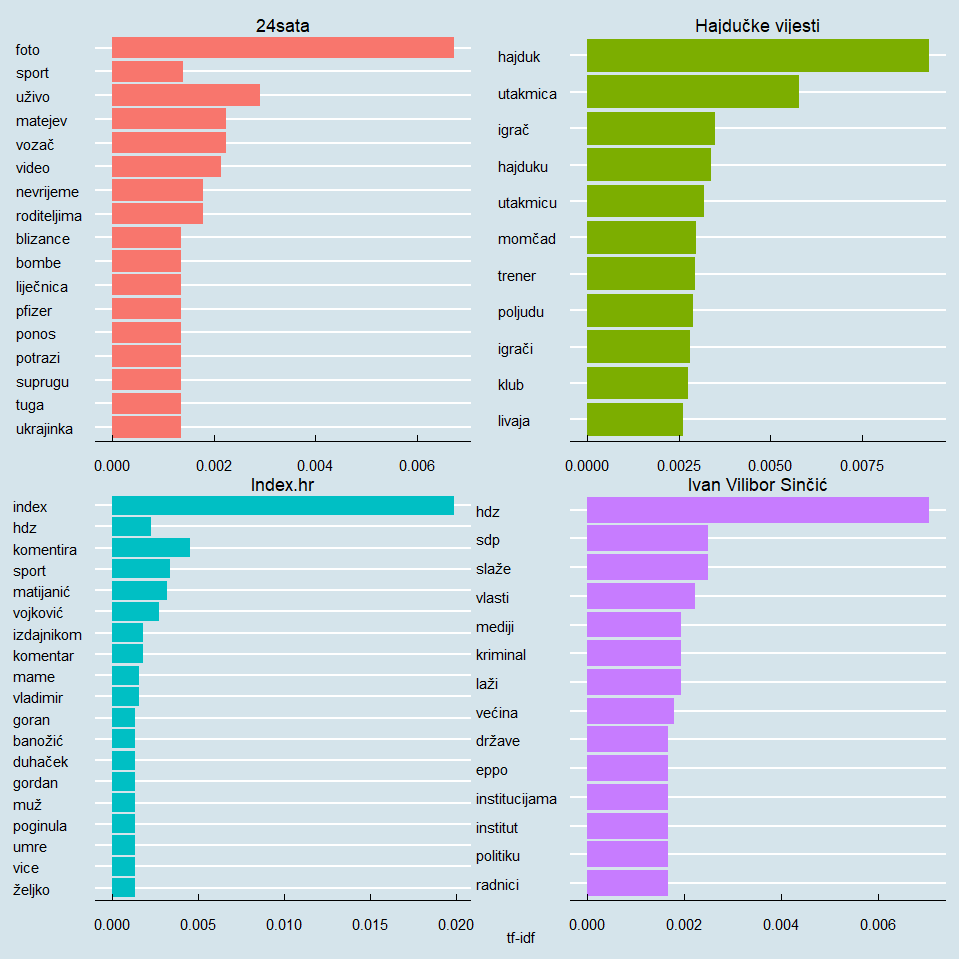 24sata
foto
sport
uživo
matejev
vozač
video
nevrijeme
roditeljima
blizance
bombe
liječnica
pfizer
ponos
potrazi
suprugu
tuga
ukrajinka
0.000 0.002 0.004 0.006
Hajdučke vijesti
hajduk
utakmica
igrač
hajduku
utakmicu
momčad
trener
poljudu
igrači
klub
livaja
0.0000 0.0025 0.0050 0.0075
Index.hr
index
hdz
komentira
sport
matijanić
vojković
izdajnikom
komentar
mame
vladimir
goran
banožić
duhaček
gordan
muž
poginula
umre
vice
željko
0.000 0.005 0.010 0.015 0.020
Ivan Vilibor Sinčić
hdz
sdp
slaže
vlasti
mediji
kriminal
laži
većina
države
eppo
institucijama
institut
politiku
radnici
0.000 0.002 0.004 0.006
tf-idf